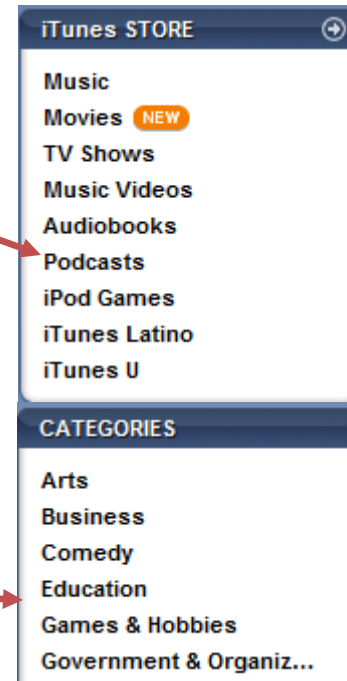 iTunes STORE
Music
Movies NEW
TV Shows
Music Videos
Audiobooks
Podcasts
iPod Games
iTunes Latino
iTunes U
CATEGORIES
Arts
Business
Comedy
Education
Games & Hobbies
Government & Organiz...